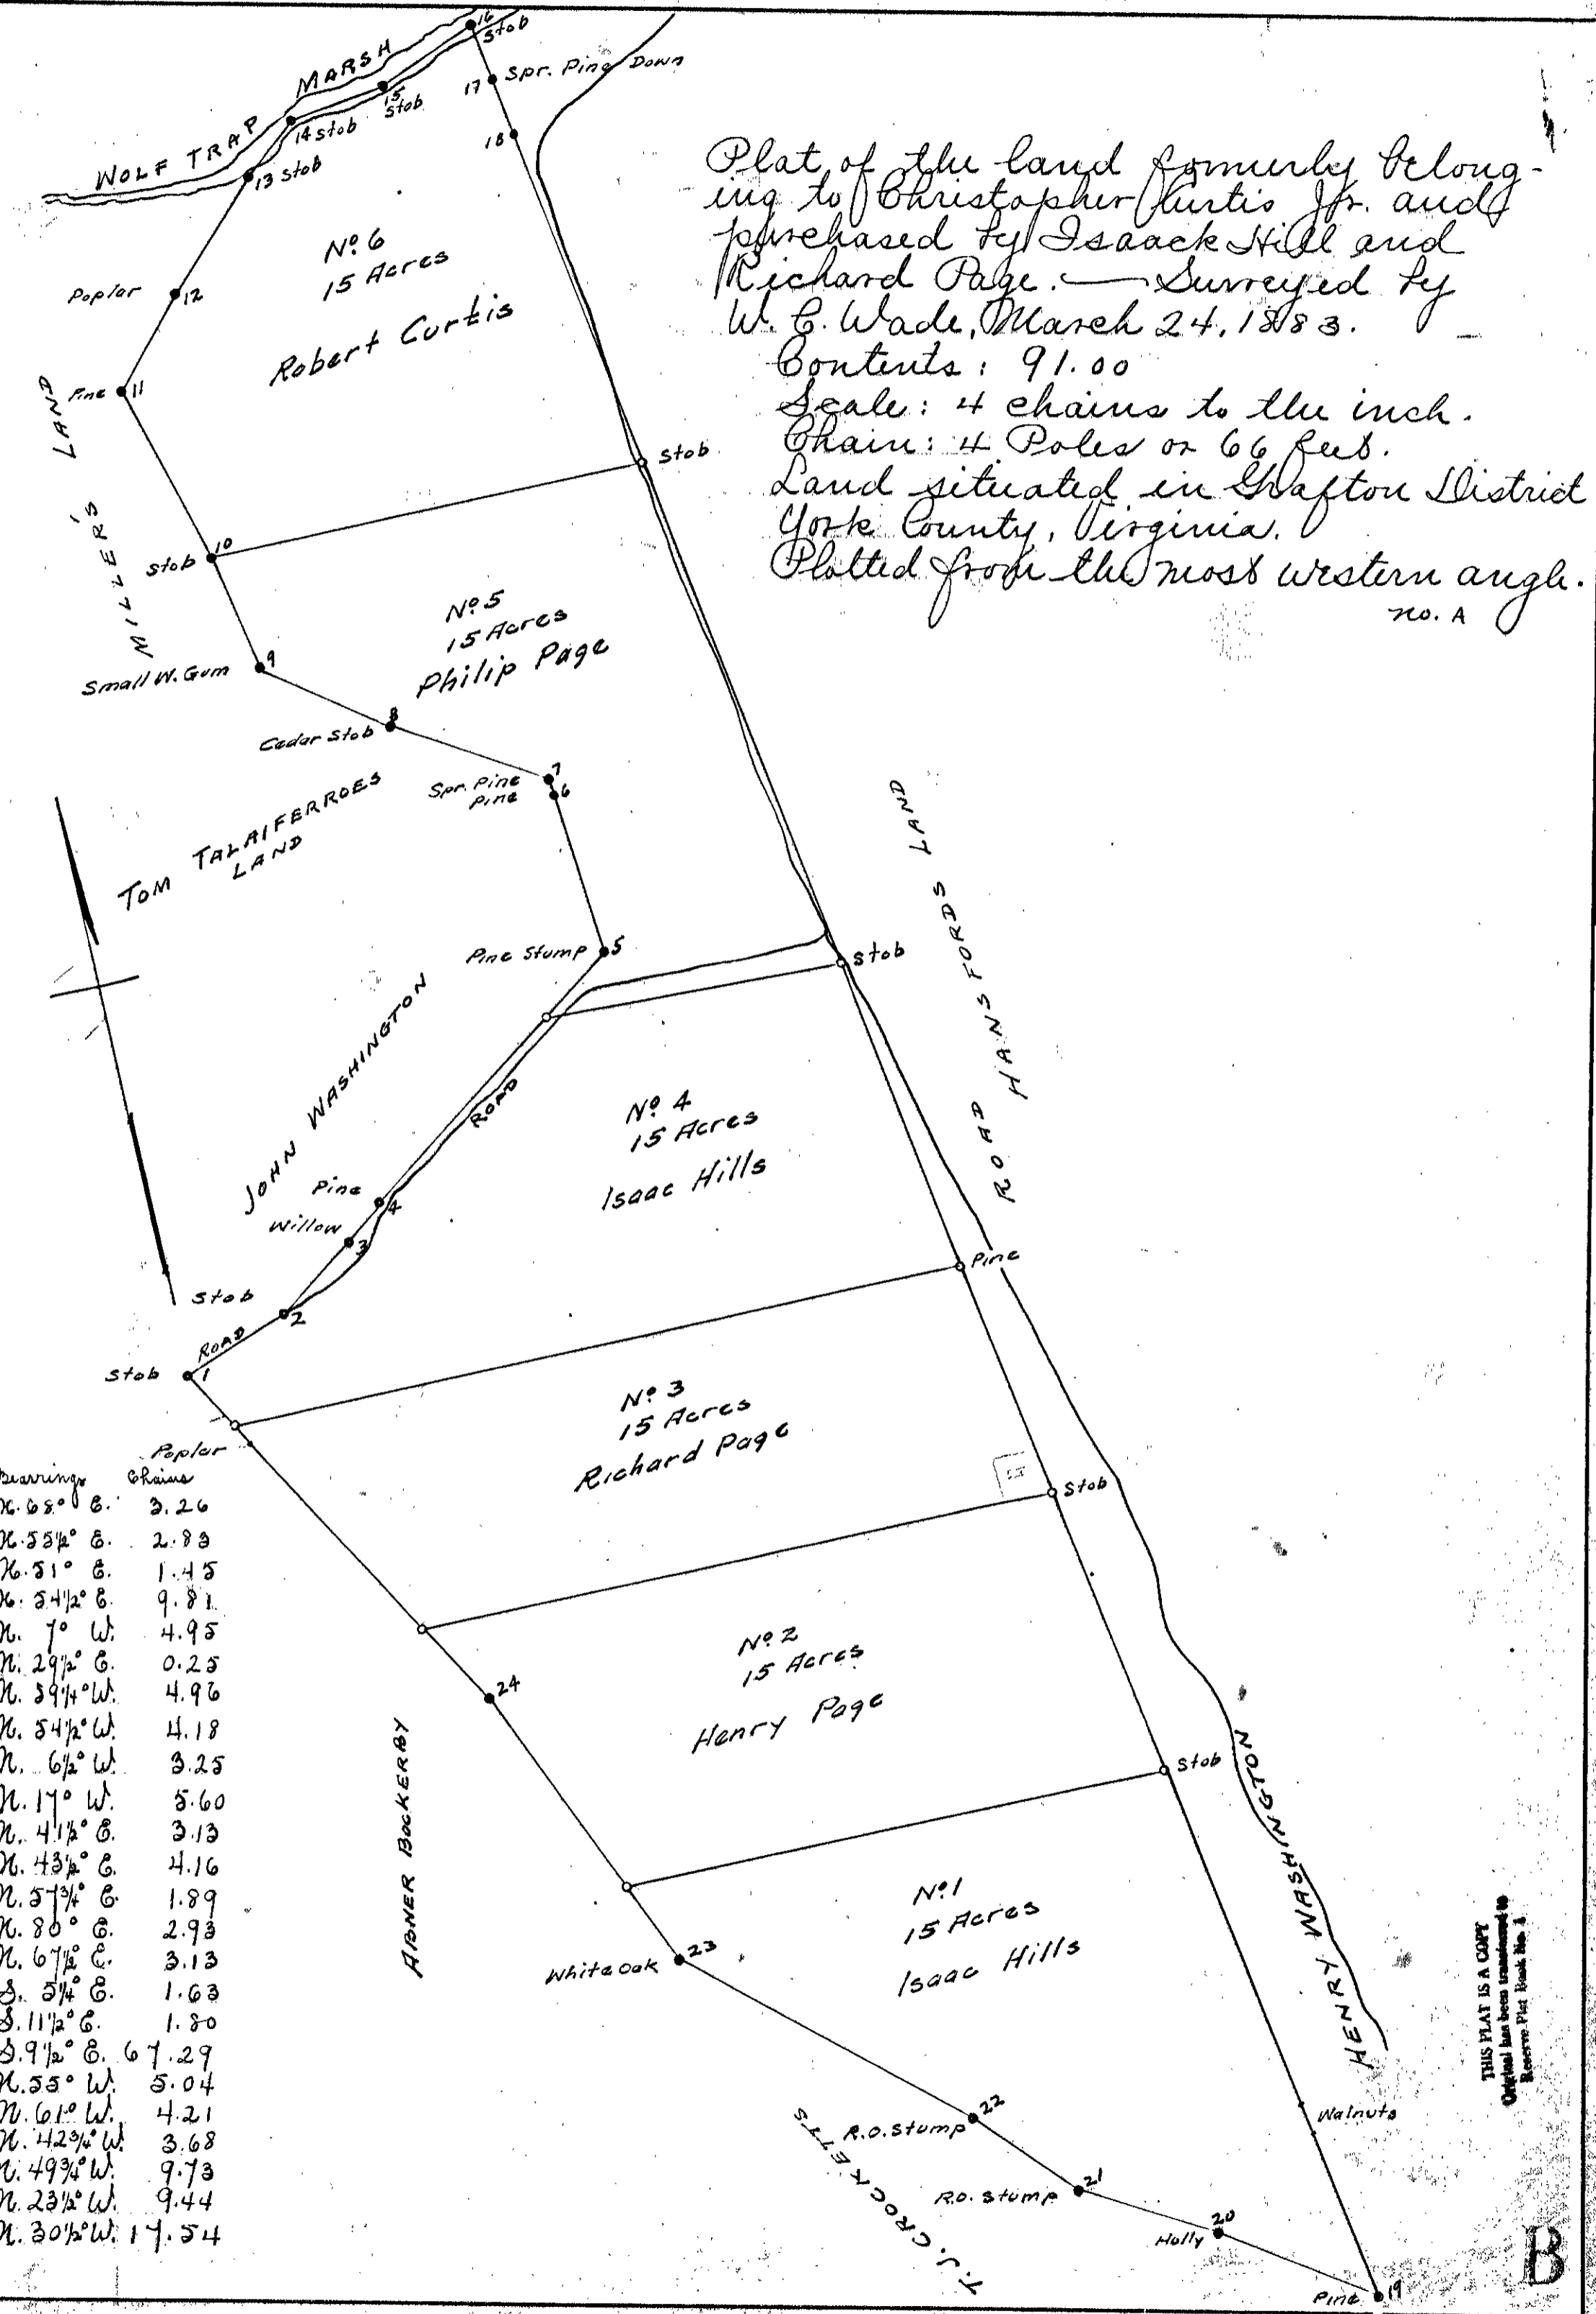 Plat of the land formerly belong-
ing to Christopher Curtis Jr. and
purchased by Isaack Hill and
Richard Page. — Surveyed by
W. C. Wade, March 24, 1883.
Contents: 91.00
Scale: 4 chains to the inch.
Chain: 4 Poles or 66 feet.
Land situated in Grafton District
York County, Virginia.
Plotted from the most western angle.
no. A
WOLF TRAP MARSH
16
Stob
17 Spr. Pine Down
15
Stob
14 Stob
18
13 Stob
Nº 6
15 Acres
Robert Curtis
Poplar 12
Pine 11
MILLER'S LAND
Stob
Stob 10
Nº 5
15 Acres
Philip Page
Small W. Gum 9
Cedar Stob 8
Spr. Pine 7
Pine 6
TOM TALAIFERROES
LAND
Pine Stump 5
Stob
HANSFORDS LAND
ROAD
JOHN WASHINGTON
ROAD
Nº 4
15 Acres
Isaac Hills
Pine 4
Willow 3
Pine
Stob 2
ROAD
Stob 1
Nº 3
15 Acres
Richard Page
Poplar
Stob
Bearrings Chains
N. 68° E. 3.26
N. 55½° E. 2.83
N. 51° E. 1.45
N. 54½° E. 9.81
N. 7° W. 4.95
N. 29½° E. 0.25
N. 59¼° W. 4.96
N. 54½° W. 4.18
N. 6½° W. 3.25
N. 17° W. 5.60
N. 41½° E. 3.13
N. 43½° E. 4.16
N. 57¾° E. 1.89
N. 80° E. 2.93
N. 67½° E. 3.13
S. 5¼° E. 1.63
S. 11½° E. 1.80
S. 9½° E. 67.29
N. 55° W. 5.04
N. 61° W. 4.21
N. 42¾° W. 3.68
N. 49¾° W. 9.73
N. 23½° W. 9.44
N. 30½° W. 17.54
Nº 2
15 Acres
Henry Page
24
ABNER BOCKERBY
Stob
HENRY WASHINGTON
Nº 1
15 Acres
Isaac Hills
White Oak 23
R.O. Stump 22
T. J. CROCKETTS
R.O. Stump 21
Holly 20
Walnuts
Pine 19
THIS PLAT IS A COPY
Original has been transferred to
Reserve Plat Book No. 1
B